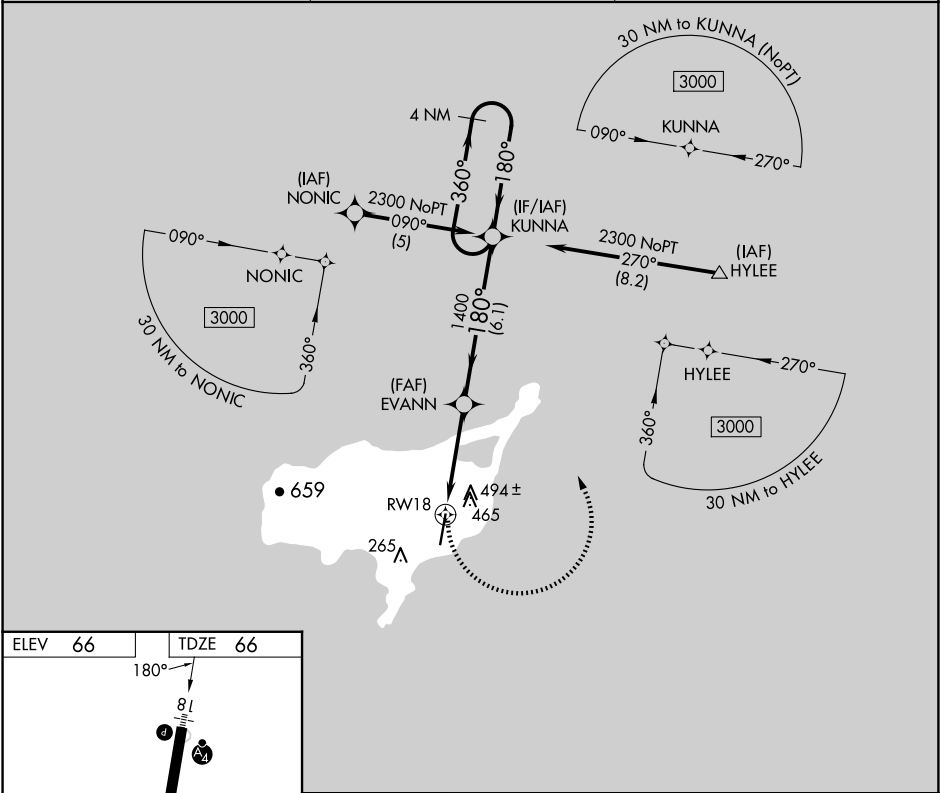 30 NM to KUNNA (NoPT)
3000
KUNNA
090°
270°
4 NM
360°
180°
(IAF)
NONIC
2300 NoPT
090°
(5)
(IF/IAF)
KUNNA
2300 NoPT
270°
(8.2)
(IAF)
HYLEE
090°
NONIC
3000
360°
30 NM to NONIC
1400
180°
(6.1)
HYLEE
270°
360°
3000
30 NM to HYLEE
(FAF)
EVANN
659
RW18
494±
465
265
ELEV 66
TDZE 66
180°
18
P
A4